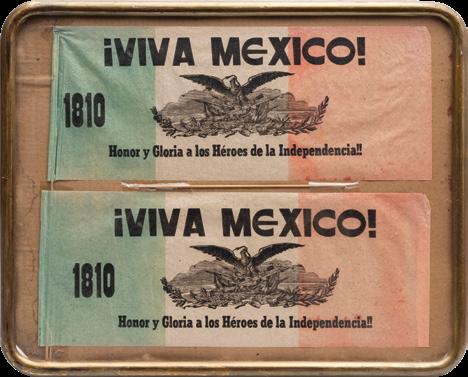 ¡VIVA MEXICO!
1810
Honor y Gloria a los Héroes de la Independencia!!
¡VIVA MEXICO!
1810
Honor y Gloria a los Héroes de la Independencia!!